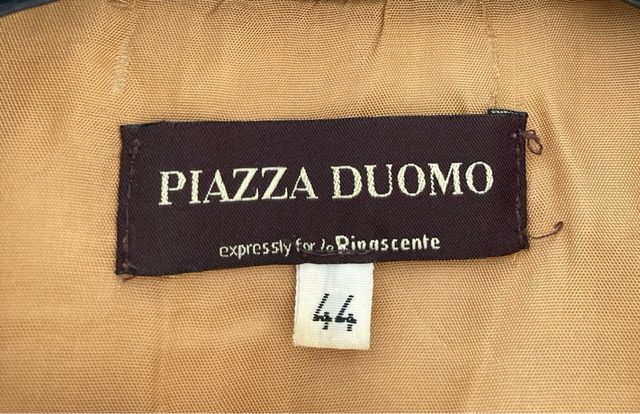 PIAZZA DUOMO
expressly for la Rinascente
44